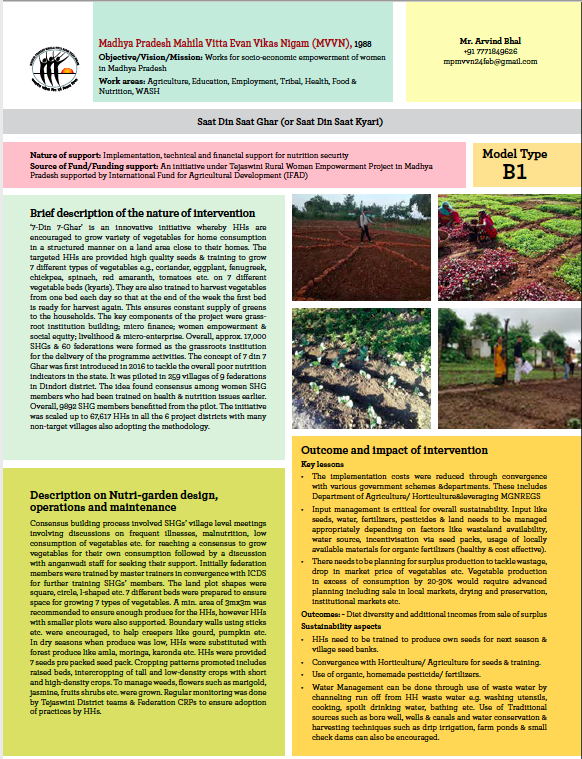 Madhya Pradesh Mahila Vitta Evan Vikas Nigam (MVVN), 1988
Objective/Vision/Mission: Works for socio-economic empowerment of women
in Madhya Pradesh
Work areas: Agriculture, Education, Employment, Tribal, Health, Food &
Nutrition, WASH
Mr. Arvind Bhal
+91 7771849626
mpmvvn24feb@gmail.com
Saat Din Saat Ghar (or Saat Din Saat Kyari)
Nature of support: Implementation, technical and financial support for nutrition security
Source of Fund/Funding support: An initiative under Tejaswini Rural Women Empowerment Project in Madhya
Pradesh supported by International Fund for Agricultural Development (IFAD)
Model Type
B1
Brief description of the nature of intervention
'7-Din 7-Ghar' is an innovative initiative whereby HHs are
encouraged to grow variety of vegetables for home consumption
in a structured manner on a land area close to their homes. The
targeted HHs are provided high quality seeds & training to grow
7 different types of vegetables e.g., coriander, eggplant, fenugreek,
chickpea, spinach, red amaranth, tomatoes etc. on 7 different
vegetable beds (kyaris). They are also trained to harvest vegetables
from one bed each day so that at the end of the week the first bed
is ready for harvest again. This ensures constant supply of greens
to the households. The key components of the project were grass-
root institution building; micro finance; women empowerment &
social equity; livelihood & micro-enterprise. Overall, approx. 17,000
SHGs & 60 federations were formed as the grassroots institution
for the delivery of the programme activities. The concept of 7 din 7
Ghar was first introduced in 2016 to tackle the overall poor nutrition
indicators in the state. It was piloted in 259 villages of 9 federations
in Dindori district. The idea found consensus among women SHG
members who had been trained on health & nutrition issues earlier.
Overall, 9892 SHG members benefitted from the pilot. The initiative
was scaled up to 67,617 HHs in all the 6 project districts with many
non-target villages also adopting the methodology.
Description on Nutri-garden design,
operations and maintenance
Consensus building process involved SHGs' village level meetings
involving discussions on frequent illnesses, malnutrition, low
consumption of vegetables etc. for reaching a consensus to grow
vegetables for their own consumption followed by a discussion
with anganwadi staff for seeking their support. Initially federation
members were trained by master trainers in convergence with ICDS
for further training SHGs' members. The land plot shapes were
square, circle, l-shaped etc. 7 different beds were prepared to ensure
space for growing 7 types of vegetables. A min. area of 3mx3m was
recommended to ensure enough produce for the HHs, however HHs
with smaller plots were also supported. Boundary walls using sticks
etc. were encouraged, to help creepers like gourd, pumpkin etc.
In dry seasons when produce was low, HHs were substituted with
forest produce like amla, moringa, karonda etc. HHs were provided
7 seeds pre packed seed pack. Cropping patterns promoted includes
raised beds, intercropping of tall and low-density crops with short
and high-density crops. To manage weeds, flowers such as marigold,
jasmine, fruits shrubs etc. were grown. Regular monitoring was done
by Tejaswini District teams & Federation CRPs to ensure adoption
of practices by HHs.
Outcome and impact of intervention
Key lessons
• The implementation costs were reduced through convergence
with various government schemes &departments. These includes
Department of Agriculture/ Horticulture&leveraging MGNREGS
• Input management is critical for overall sustainability. Input like
seeds, water, fertilizers, pesticides & land needs to be managed
appropriately depending on factors like wasteland availability,
water source, incentivisation via seed packs, usage of locally
available materials for organic fertilizers (healthy & cost effective).
• There needs to be planning for surplus production to tackle wastage,
drop in market price of vegetables etc. Vegetable production
in excess of consumption by 20-30% would require advanced
planning including sale in local markets, drying and preservation,
institutional markets etc.
Outcomes: - Diet diversity and additional incomes from sale of surplus
Sustainability aspects
• HHs need to be trained to produce own seeds for next season &
village seed banks.
• Convergence with Horticulture/ Agriculture for seeds & training.
• Use of organic, homemade pesticide/ fertilizers.
• Water Management can be done through use of waste water by
channeling run off from HH waste water e.g. washing utensils,
cooking, spoilt drinking water, bathing etc. Use of Traditional
sources such as bore well, wells & canals and water conservation &
harvesting techniques such as drip irrigation, farm ponds & small
check dams can also be encouraged.